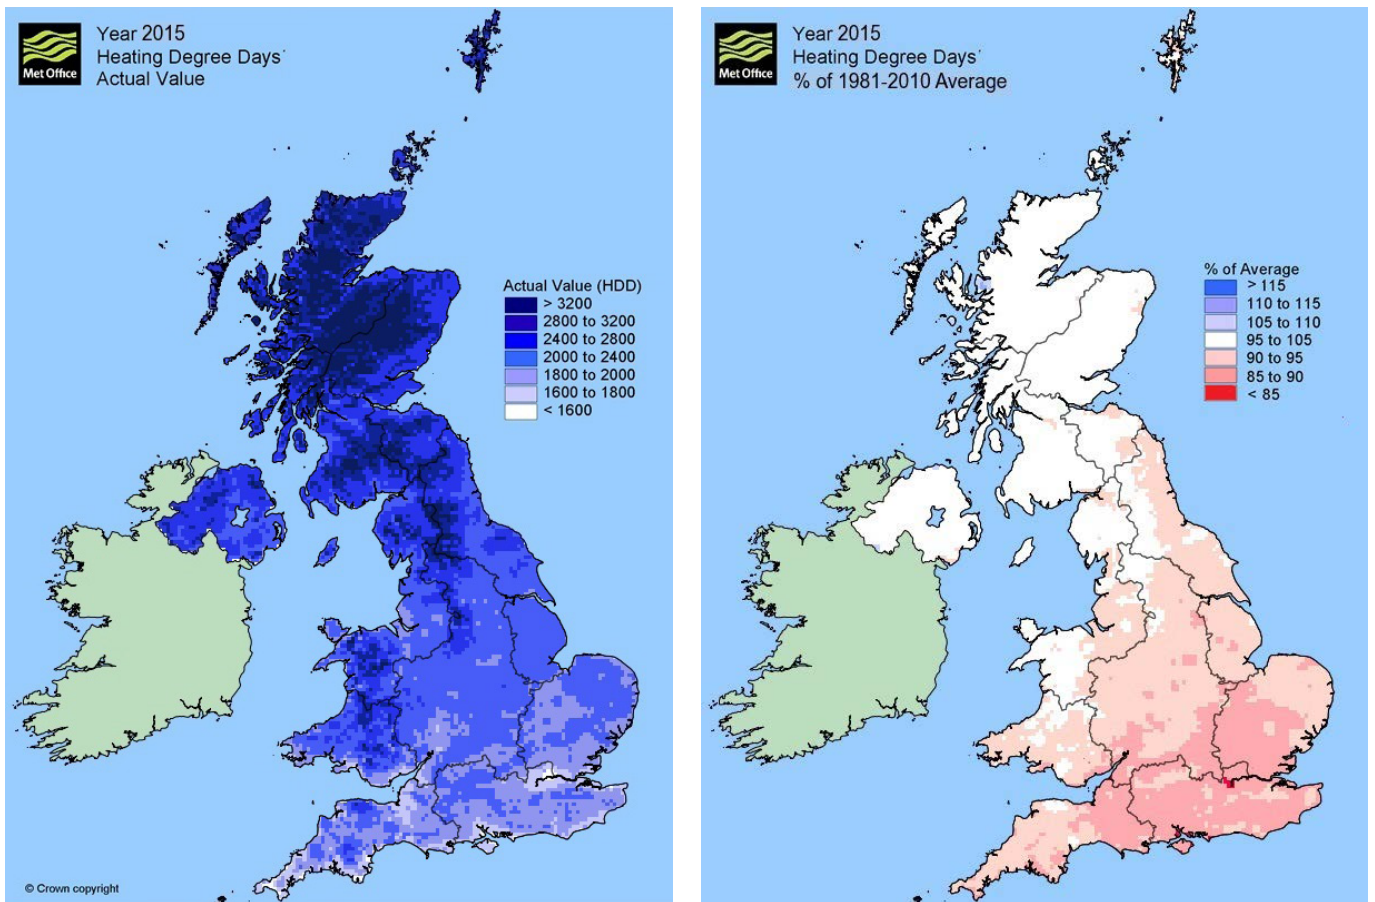 Met Office
Year 2015
Heating Degree Days
Actual Value
Actual Value (HDD)
> 3200
2800 to 3200
2400 to 2800
2000 to 2400
1800 to 2000
1600 to 1800
< 1600
© Crown copyright
Met Office
Year 2015
Heating Degree Days
% of 1981-2010 Average
% of Average
> 115
110 to 115
105 to 110
95 to 105
90 to 95
85 to 90
< 85